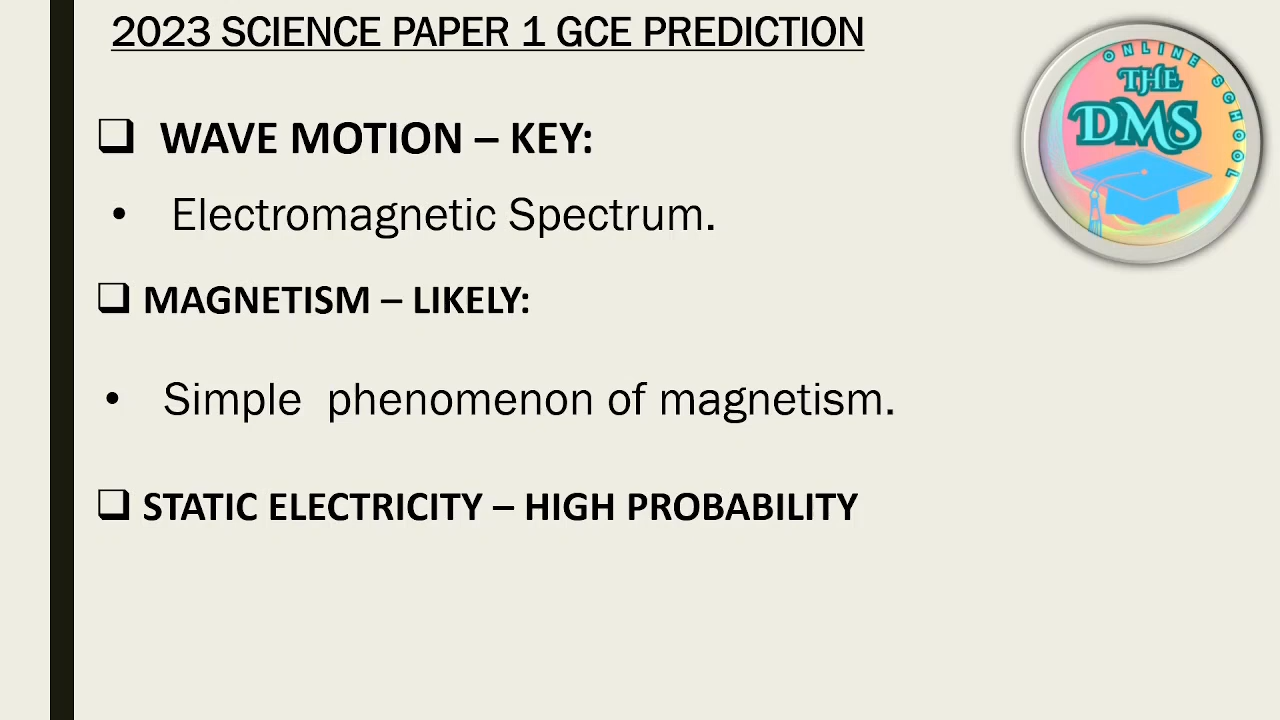 2023 SCIENCE PAPER 1 GCE PREDICTION
❑ WAVE MOTION – KEY:
• Electromagnetic Spectrum.
❑ MAGNETISM – LIKELY:
• Simple phenomenon of magnetism.
❑ STATIC ELECTRICITY – HIGH PROBABILITY
ONLINE SCHOOL
THE
DMS